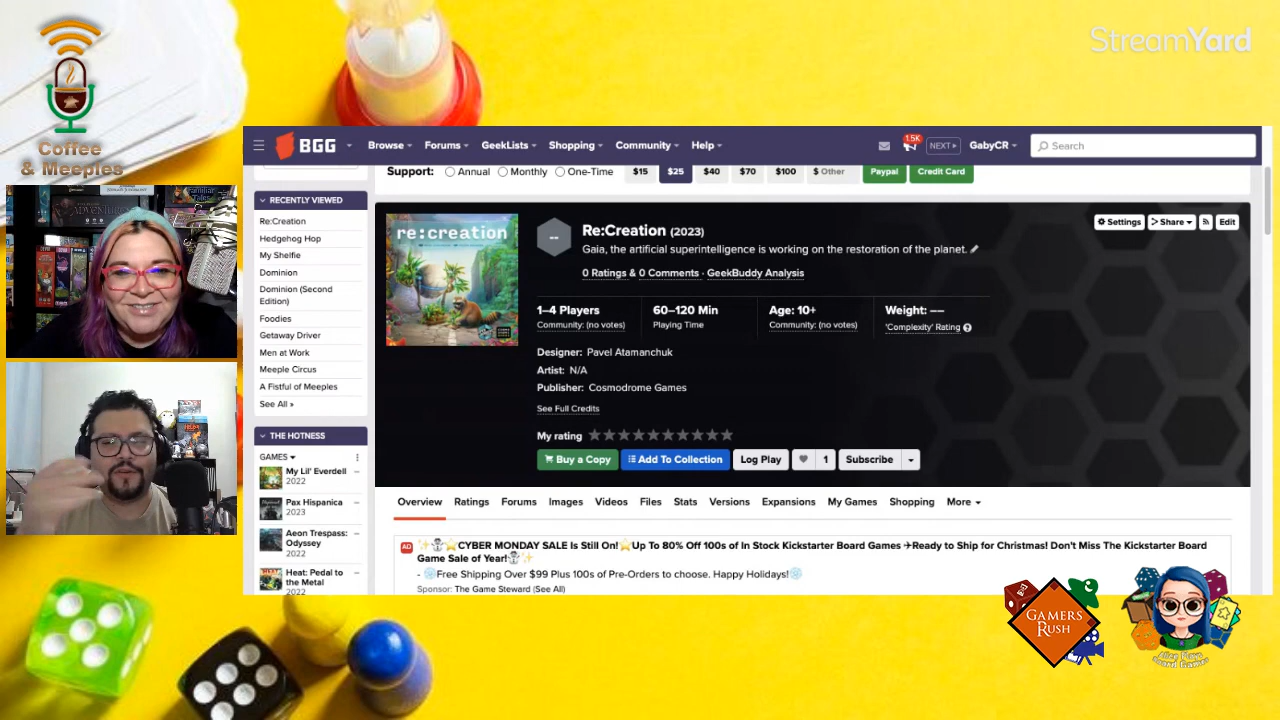 StreamYard
Coffee
& Meeples
BGG Browse Forums GeekLists Shopping Community Help 1.5K NEXT GabyCR Search
Support: Annual Monthly One-Time $15 $25 $40 $70 $100 $ Other Paypal Credit Card
RECENTLY VIEWED
Re:Creation
Hedgehog Hop
My Shelfie
Dominion
Dominion (Second
Edition)
Foodies
Getaway Driver
Men at Work
Meeple Circus
A Fistful of Meeples
See All »
THE HOTNESS
GAMES
My Lil' Everdell
2022
Pax Hispanica
2023
Aeon Trespass:
Odyssey
2022
Heat: Pedal to
the Metal
2022
re:creation
--
Re:Creation (2023)
Settings Share Edit
Gaia, the artificial superintelligence is working on the restoration of the planet.
0 Ratings & 0 Comments · GeekBuddy Analysis
1–4 Players
Community: (no votes)
60–120 Min
Playing Time
Age: 10+
Community: (no votes)
Weight: --
'Complexity' Rating
Designer: Pavel Atamanchuk
Artist: N/A
Publisher: Cosmodrome Games
See Full Credits
My rating
Buy a Copy Add To Collection Log Play 1 Subscribe
Overview Ratings Forums Images Videos Files Stats Versions Expansions My Games Shopping More
AD ✨⛄⭐CYBER MONDAY SALE Is Still On!⭐Up To 80% Off 100s of In Stock Kickstarter Board Games ✈Ready to Ship for Christmas! Don't Miss The Kickstarter Board
Game Sale of Year!⛄✨
- ❄Free Shipping Over $99 Plus 100s of Pre-Orders to choose. Happy Holidays!❄
Sponsor: The Game Steward (See All)
GAMERS
RUSH
Board Games